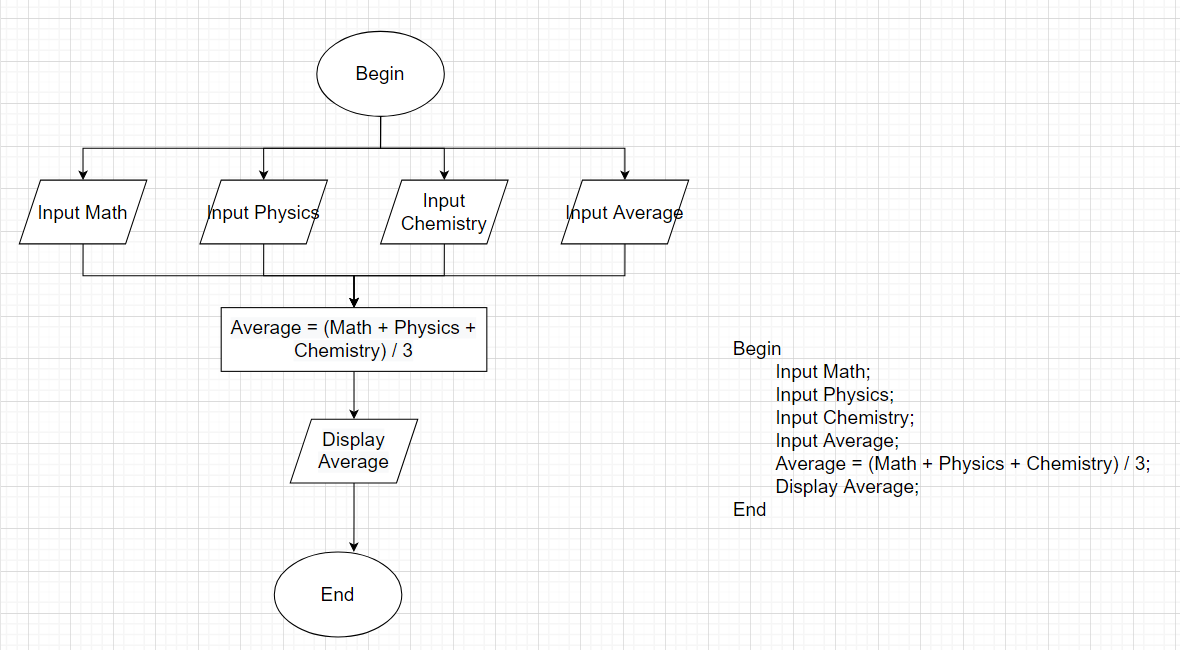 Begin
Input Math
Input Physics
Input
Chemistry
Input Average
Average = (Math + Physics +
Chemistry) / 3
Display
Average
End
Begin
Input Math;
Input Physics;
Input Chemistry;
Input Average;
Average = (Math + Physics + Chemistry) / 3;
Display Average;
End